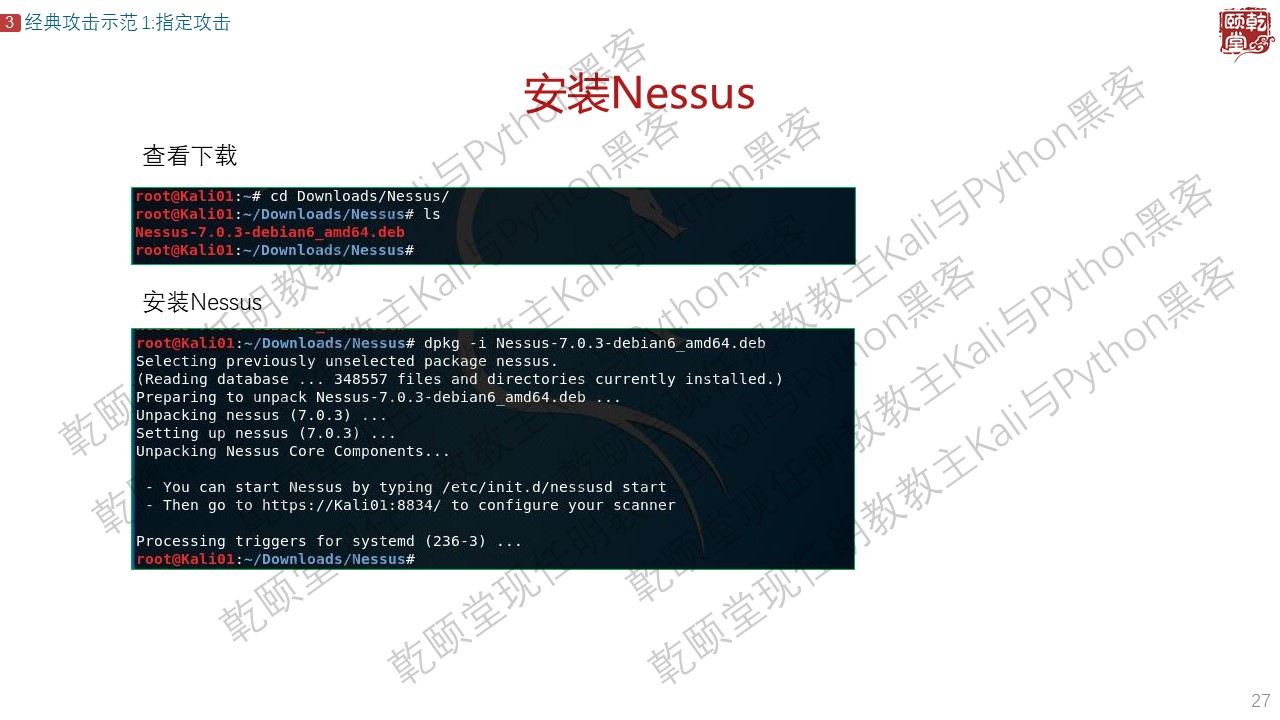 3 经典攻击示范1:指定攻击
颐乾堂
安装Nessus
查看下载
root@Kali01:~# cd Downloads/Nessus/
root@Kali01:~/Downloads/Nessus# ls
Nessus-7.0.3-debian6_amd64.deb
root@Kali01:~/Downloads/Nessus#
安装Nessus
root@Kali01:~/Downloads/Nessus# dpkg -i Nessus-7.0.3-debian6_amd64.deb
Selecting previously unselected package nessus.
(Reading database ... 348557 files and directories currently installed.)
Preparing to unpack Nessus-7.0.3-debian6_amd64.deb ...
Unpacking nessus (7.0.3) ...
Setting up nessus (7.0.3) ...
Unpacking Nessus Core Components...
- You can start Nessus by typing /etc/init.d/nessusd start
- Then go to https://Kali01:8834/ to configure your scanner
Processing triggers for systemd (236-3) ...
root@Kali01:~/Downloads/Nessus#
乾颐堂现任明教教主Kali与Python黑客
27